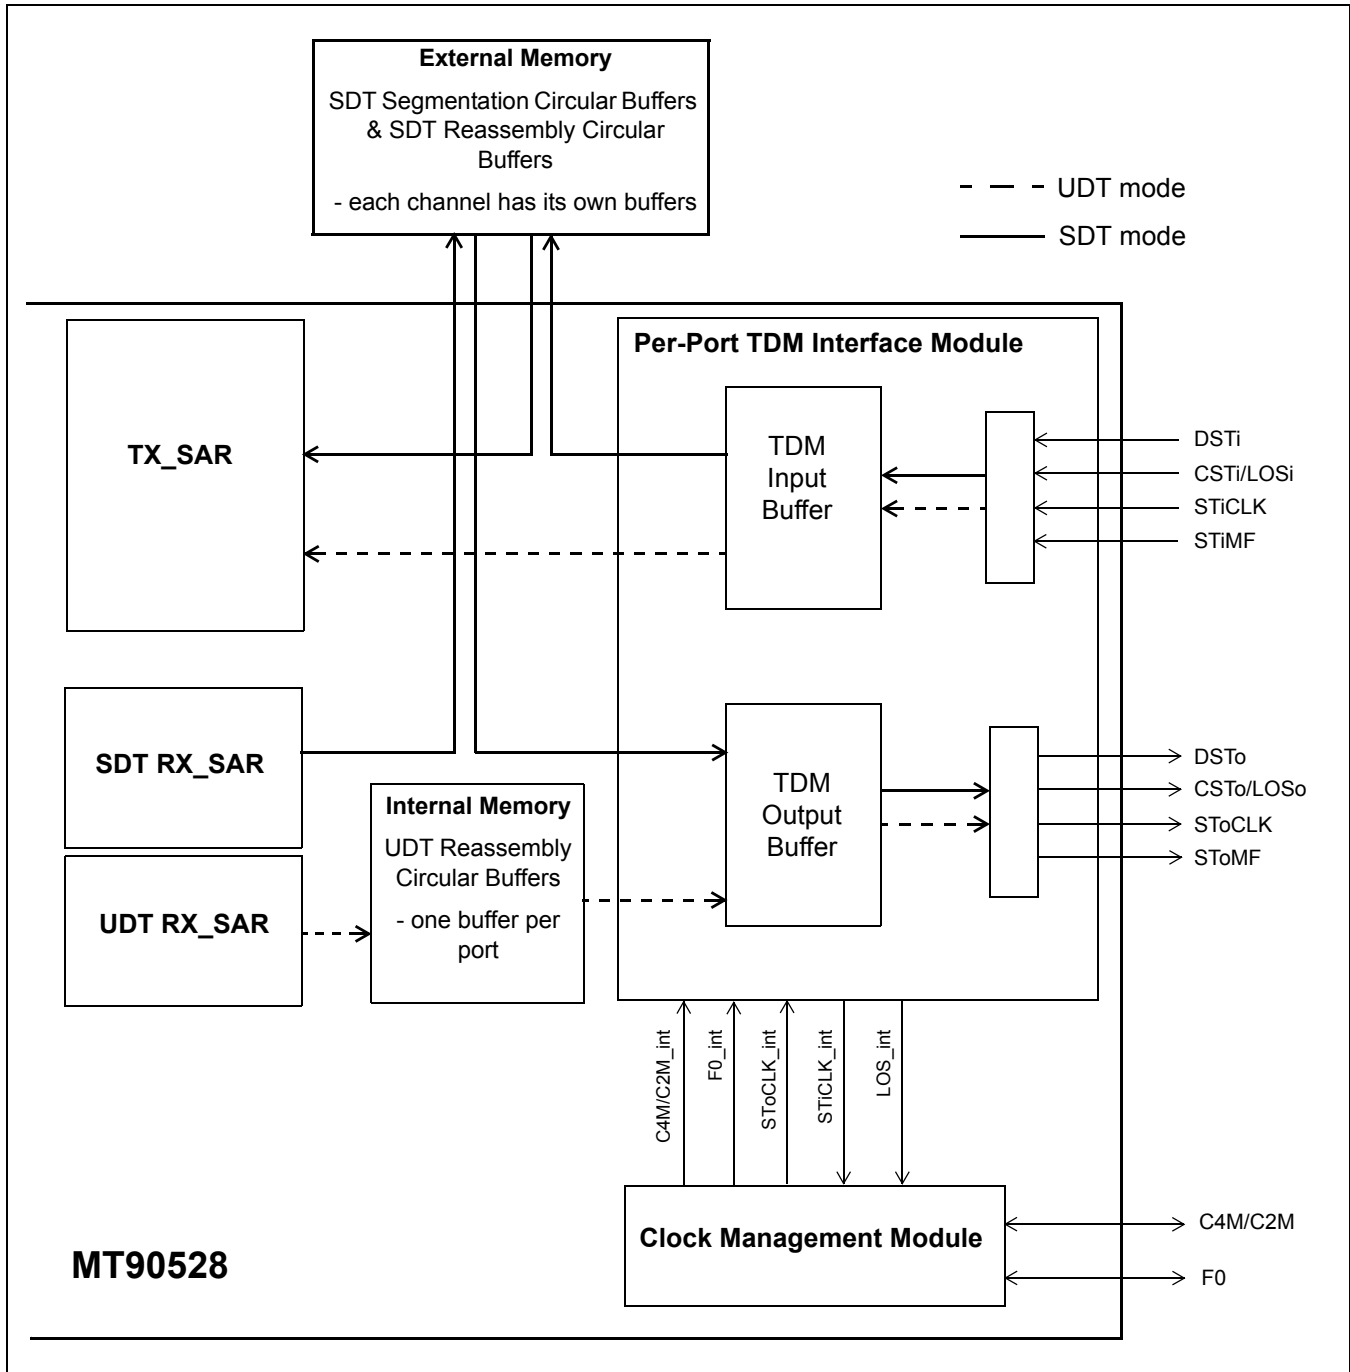 External Memory
SDT Segmentation Circular Buffers
& SDT Reassembly Circular
Buffers
- each channel has its own buffers
UDT mode
SDT mode
Per-Port TDM Interface Module
TX_SAR
TDM
Input
Buffer
DSTi
CSTi/LOSi
STiCLK
STiMF
SDT RX_SAR
UDT RX_SAR
Internal Memory
UDT Reassembly
Circular Buffers
- one buffer per
port
TDM
Output
Buffer
DSTo
CSTo/LOSo
SToCLK
SToMF
C4M/C2M_int
F0_int
SToCLK_int
STiCLK_int
LOS_int
Clock Management Module
C4M/C2M
F0
MT90528